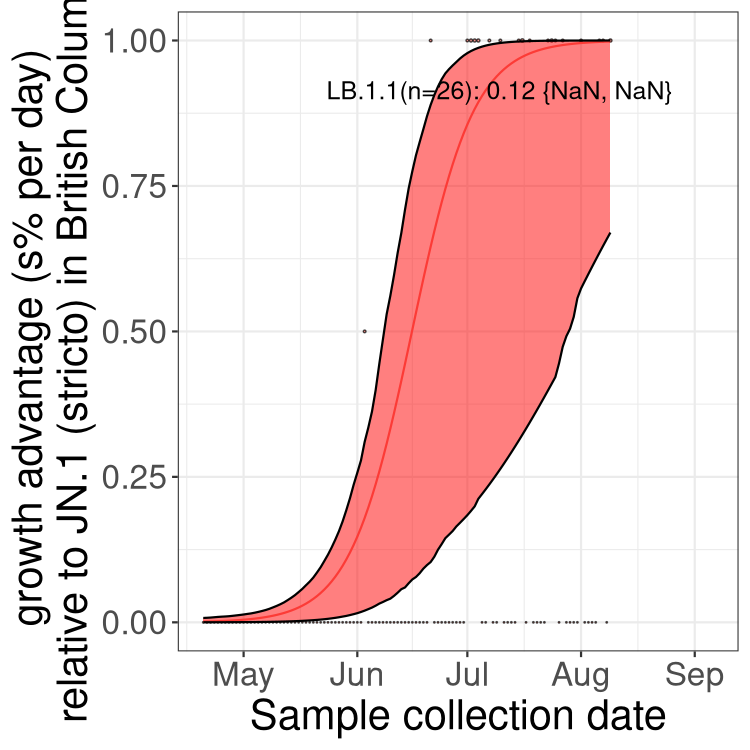 growth advantage (s% per day)
relative to JN.1 (stricto) in British Colum
1.00
0.75
0.50
0.25
0.00
LB.1.1(n=26): 0.12 {NaN, NaN}
May Jun Jul Aug Sep
Sample collection date